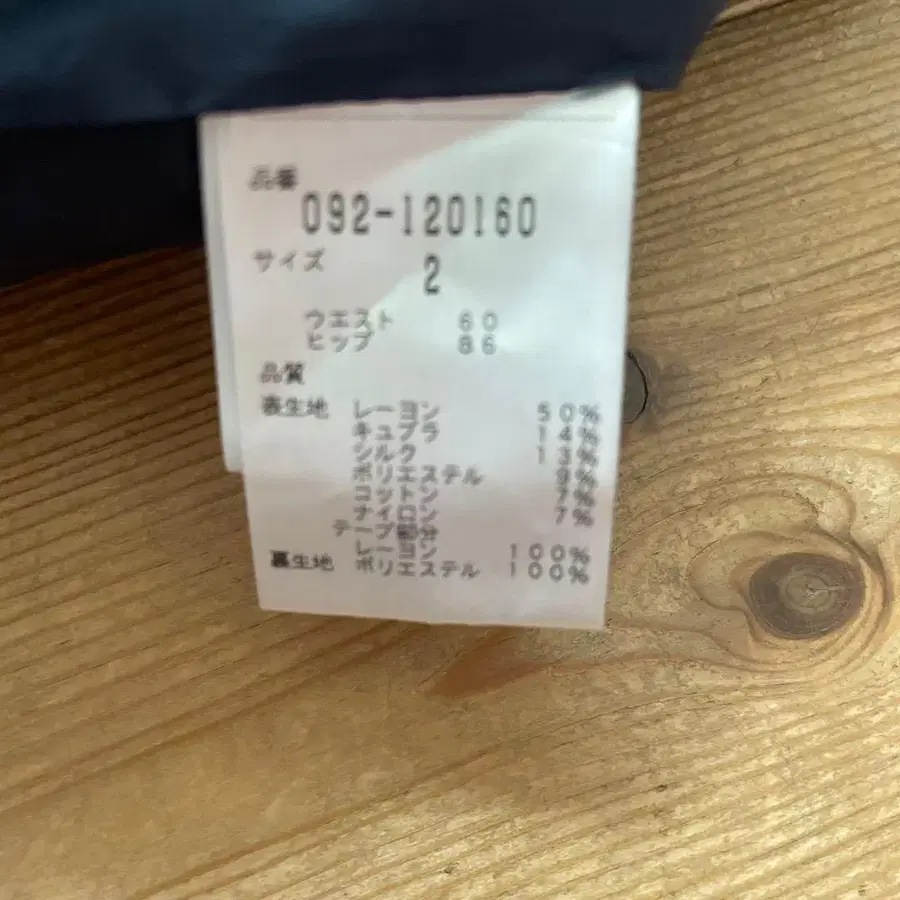 品番
092-120160
サイズ 2
ウエスト 60
ヒップ 86
品質
表生地 レーヨン 50%
キュプラ 14%
シルク 13%
ポリエステル 9%
コットン 7%
ナイロン 7%
テープ部分
レーヨン 100%
裏生地 ポリエステル 100%